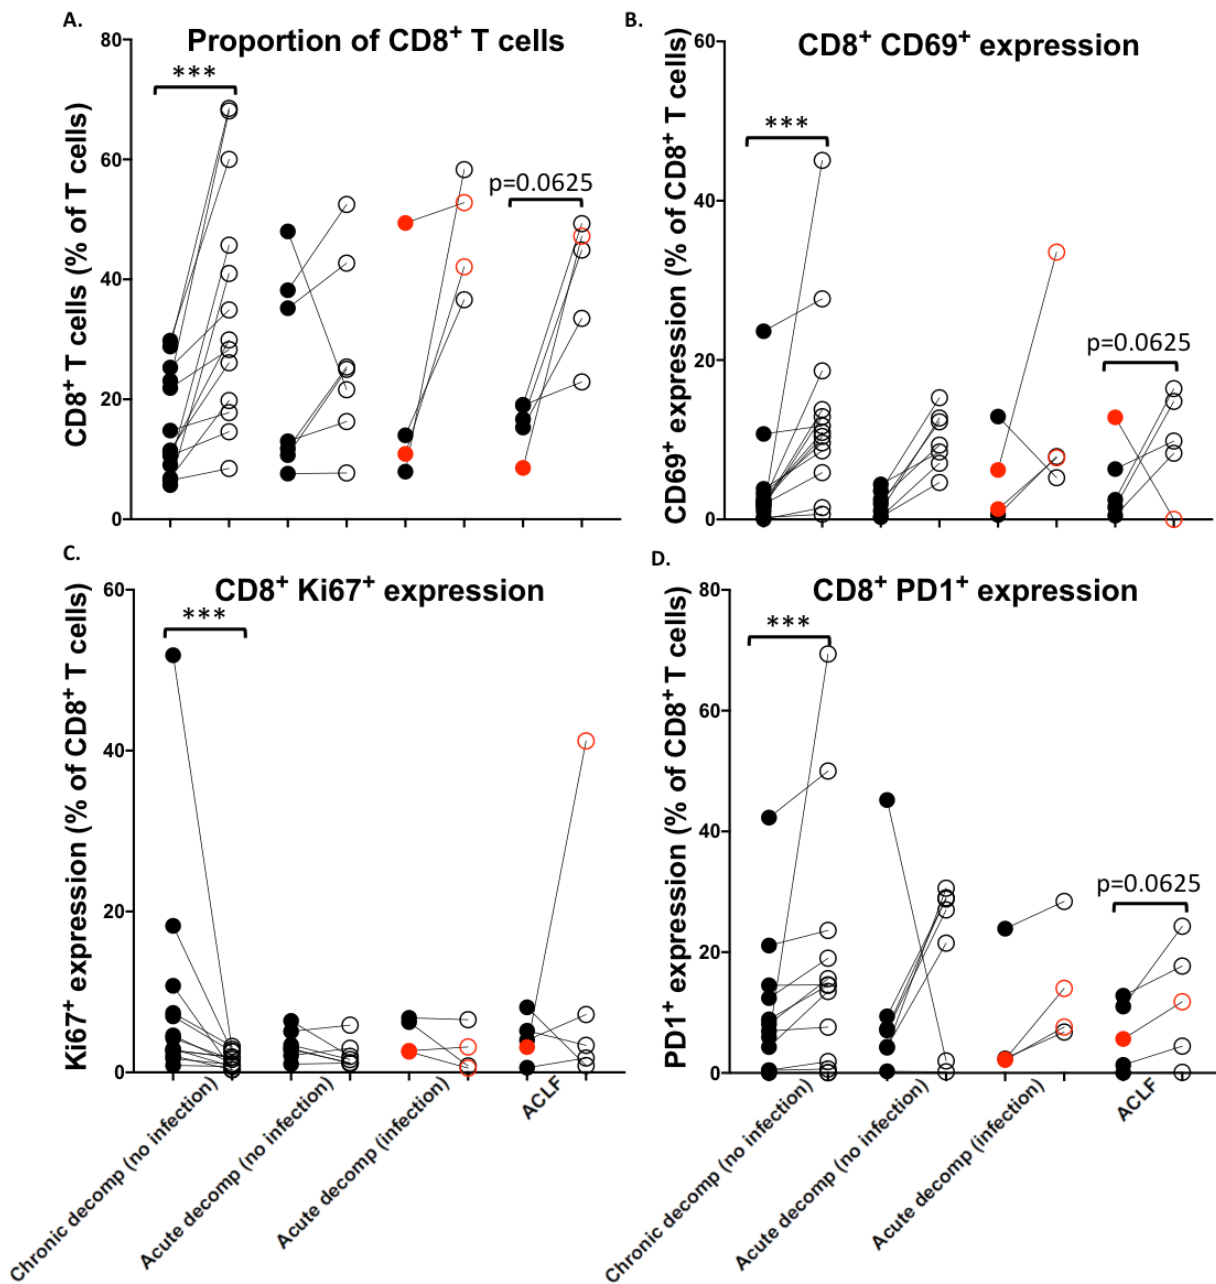 A.
Proportion of CD8⁺ T cells
CD8⁺ T cells (% of T cells)
80
60
40
20
0
***
p=0.0625
B.
CD8⁺ CD69⁺ expression
CD69⁺ expression (% of CD8⁺ T cells)
60
40
20
0
***
p=0.0625
C.
CD8⁺ Ki67⁺ expression
Ki67⁺ expression (% of CD8⁺ T cells)
60
40
20
0
***
Chronic decomp (no infection)
Acute decomp (no infection)
Acute decomp (infection)
ACLF
D.
CD8⁺ PD1⁺ expression
PD1⁺ expression (% of CD8⁺ T cells)
80
60
40
20
0
***
p=0.0625
Chronic decomp (no infection)
Acute decomp (no infection)
Acute decomp (infection)
ACLF